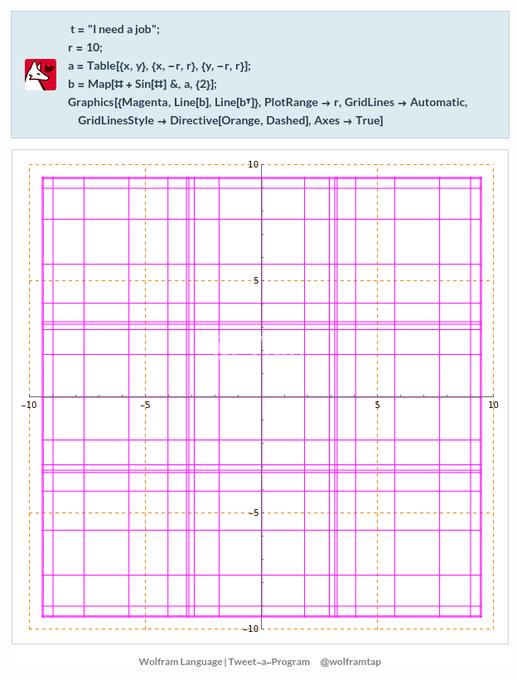 t = "I need a job";
r = 10;
a = Table[{x, y}, {x, −r, r}, {y, −r, r}];
b = Map[# + Sin[#] &, a, {2}];
Graphics[{Magenta, Line[b], Line[bᵀ]}, PlotRange → r, GridLines → Automatic,
GridLinesStyle → Directive[Orange, Dashed], Axes → True]
10
5
−10
−5
5
10
−5
−10
Wolfram Language | Tweet-a-Program @wolframtap